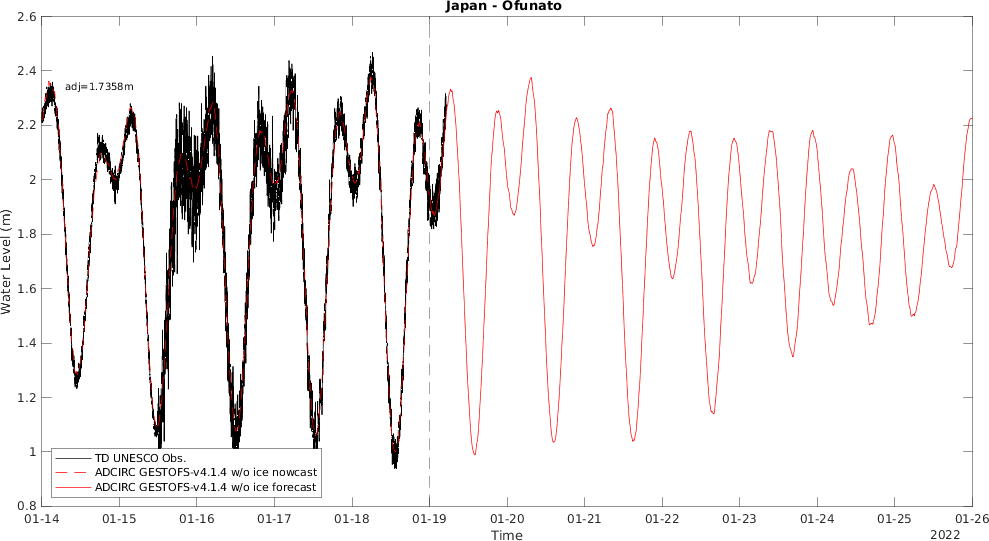 Japan - Ofunato
2.6
2.4
2.2
2
1.8
1.6
1.4
1.2
1
0.8
Water Level (m)
adj=1.7358m
TD UNESCO Obs.
ADCIRC GESTOFS-v4.1.4 w/o ice nowcast
ADCIRC GESTOFS-v4.1.4 w/o ice forecast
01-14 01-15 01-16 01-17 01-18 01-19 01-20 01-21 01-22 01-23 01-24 01-25 01-26
Time
2022